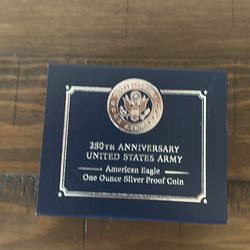 250TH ANNIVERSARY
UNITED STATES ARMY
American Eagle
One Ounce Silver Proof Coin